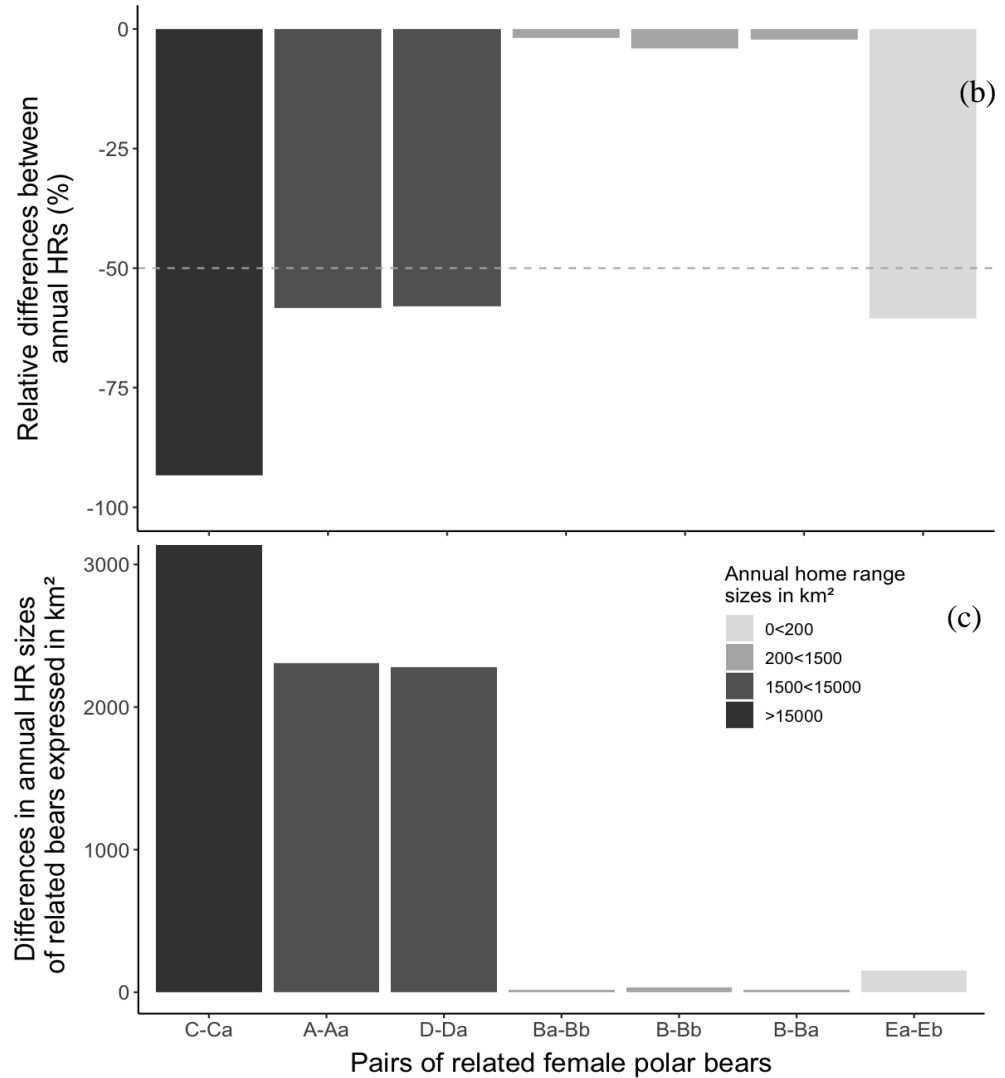 0
-25
-50
-75
-100
Relative differences between
annual HRs (%)
(b)
3000
2000
1000
0
Differences in annual HR sizes
of related bears expressed in km²
Annual home range
sizes in km²
0<200
200<1500
1500<15000
>15000
(c)
C-Ca A-Aa D-Da Ba-Bb B-Bb B-Ba Ea-Eb
Pairs of related female polar bears